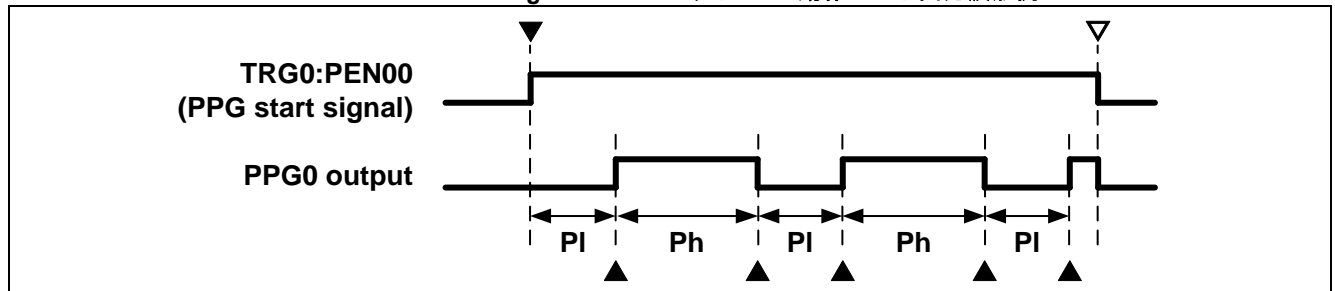 TRG0:PEN00
(PPG start signal)
PPG0 output
Pl Ph Pl Ph Pl